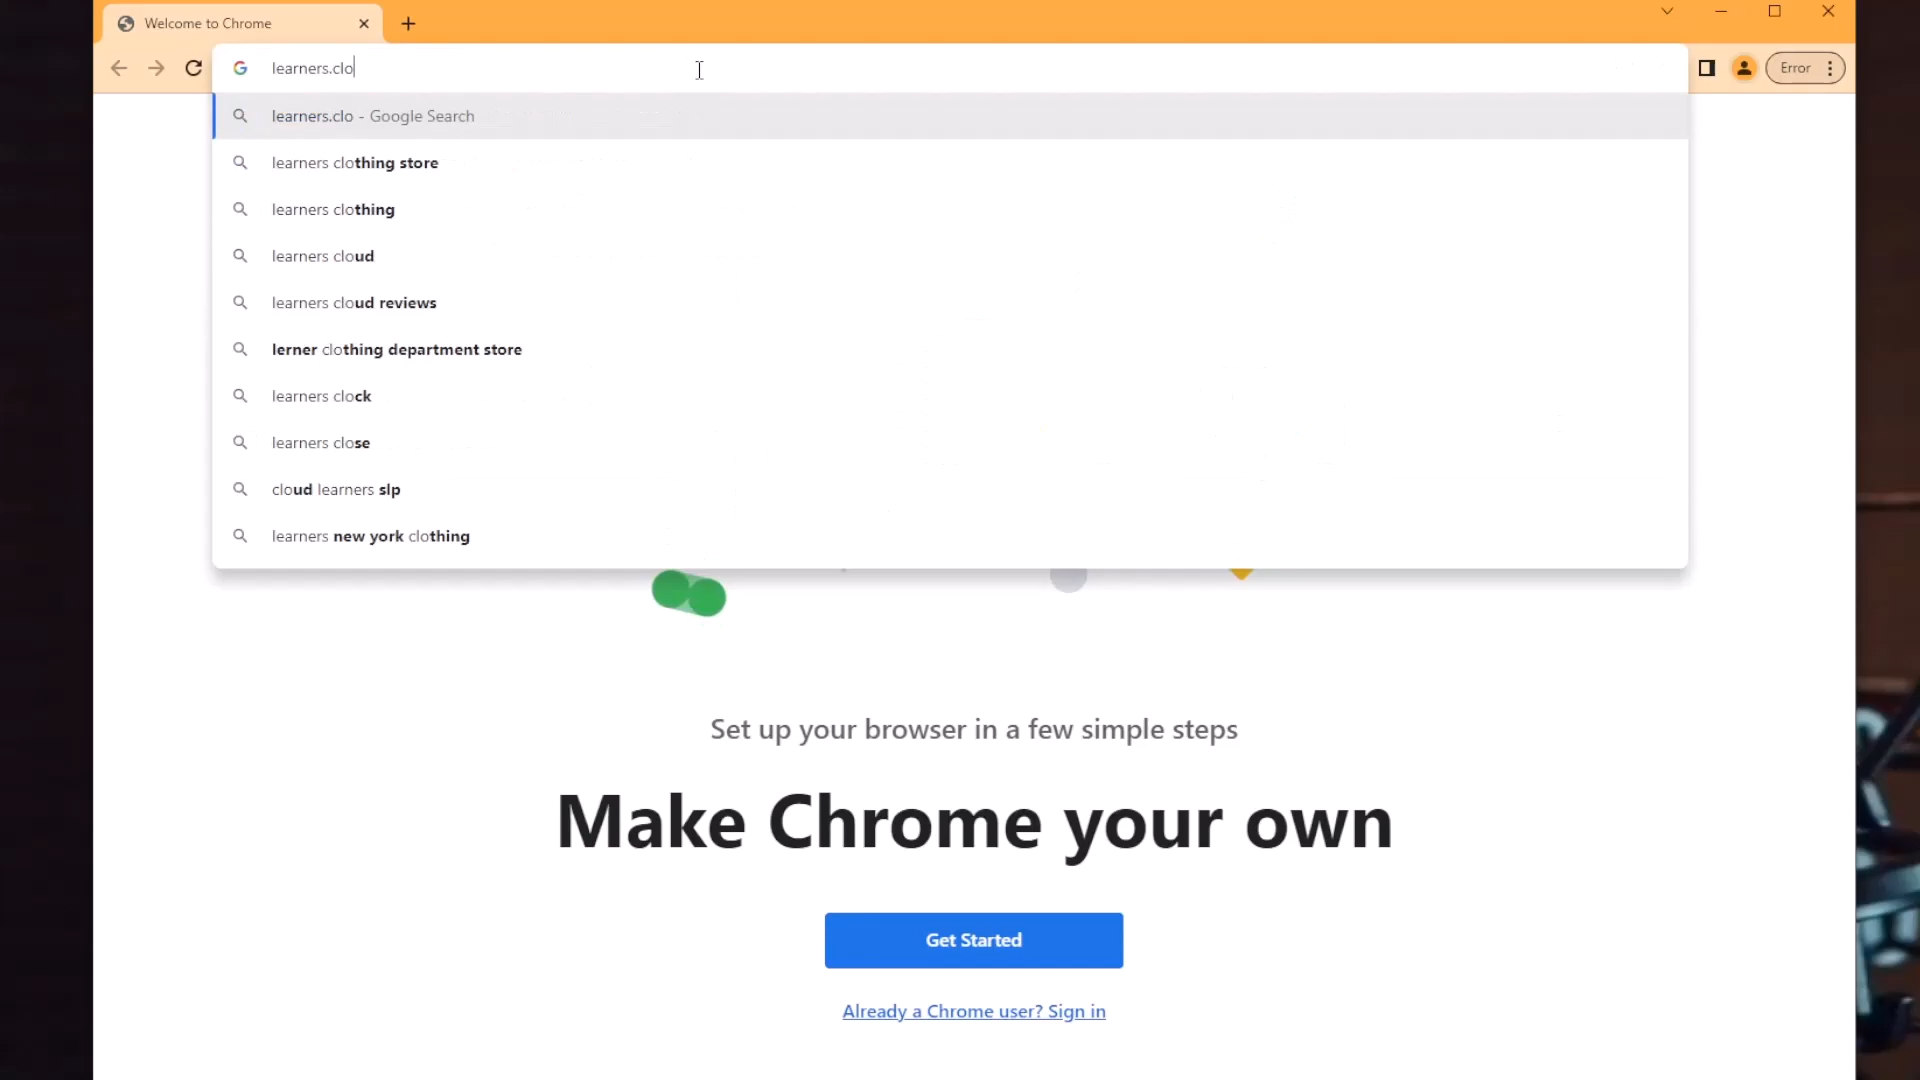 Welcome to Chrome
learners.clo
Error
learners.clo - Google Search
learners clothing store
learners clothing
learners cloud
learners cloud reviews
lerner clothing department store
learners clock
learners close
cloud learners slp
learners new york clothing
Set up your browser in a few simple steps
Make Chrome your own
Get Started
Already a Chrome user? Sign in